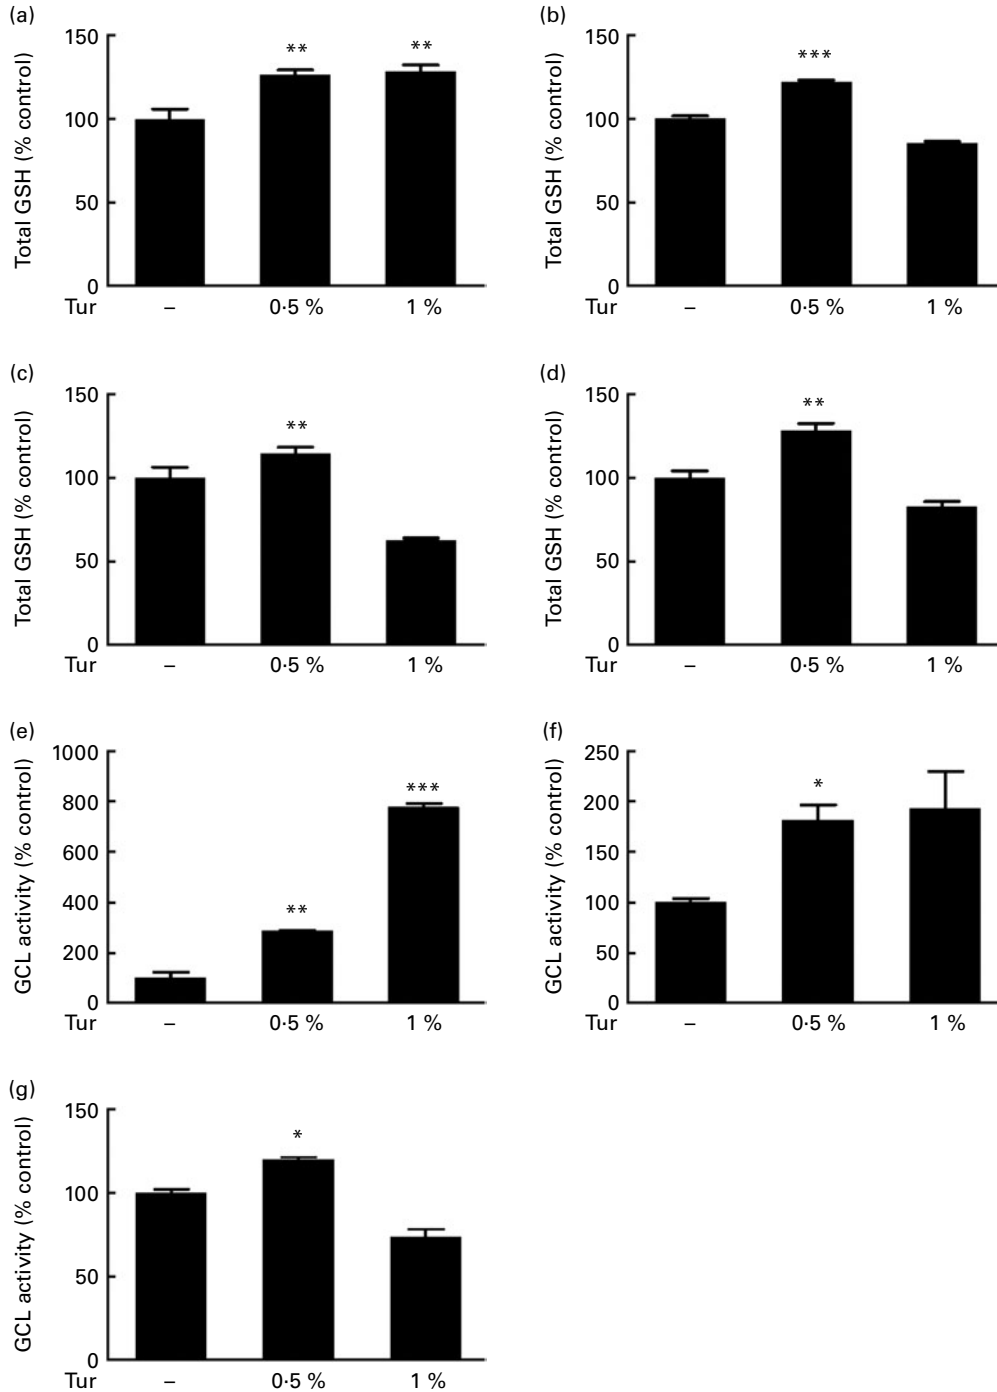 (a)
Total GSH (% control)
150
100
50
0
** **
Tur – 0·5 % 1 %
(b)
Total GSH (% control)
150
100
50
0
***
Tur – 0·5 % 1 %
(c)
Total GSH (% control)
150
100
50
0
**
Tur – 0·5 % 1 %
(d)
Total GSH (% control)
150
100
50
0
**
Tur – 0·5 % 1 %
(e)
GCL activity (% control)
1000
800
600
400
200
0
** ***
Tur – 0·5 % 1 %
(f)
GCL activity (% control)
250
200
150
100
50
0
*
Tur – 0·5 % 1 %
(g)
GCL activity (% control)
150
100
50
0
*
Tur – 0·5 % 1 %